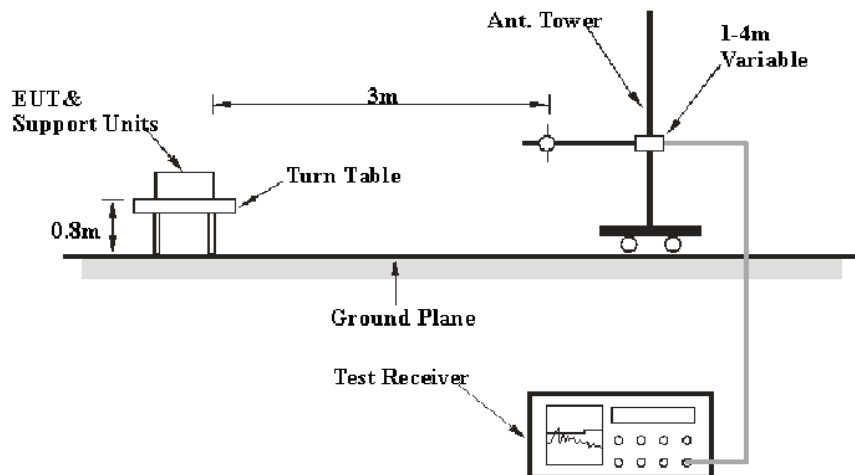 Ant. Tower
1-4m
Variable
3m
EUT&
Support Units
Turn Table
0.8m
Ground Plane
Test Receiver